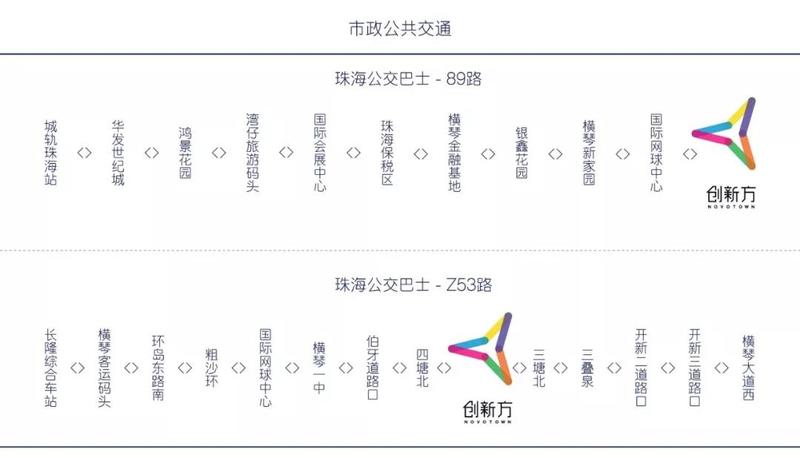 市政公共交通
珠海公交巴士 - 89路
城轨珠海站
<>
华发世纪城
<>
鸿景花园
<>
湾仔旅游码头
<>
国际会展中心
<>
珠海保税区
<>
横琴金融基地
<>
银鑫花园
<>
横琴新家园
<>
国际网球中心
<>
创新方
NOVOTOWN
珠海公交巴士 - Z53路
长隆综合车站
<>
横琴客运码头
<>
环岛东路南
<>
粗沙环
<>
国际网球中心
<>
横琴一中
<>
伯牙道路口
<>
四塘北
<>
创新方
NOVOTOWN
<>
三塘北
<>
三叠泉
<>
开新二道路口
<>
开新三道路口
<>
横琴大道西